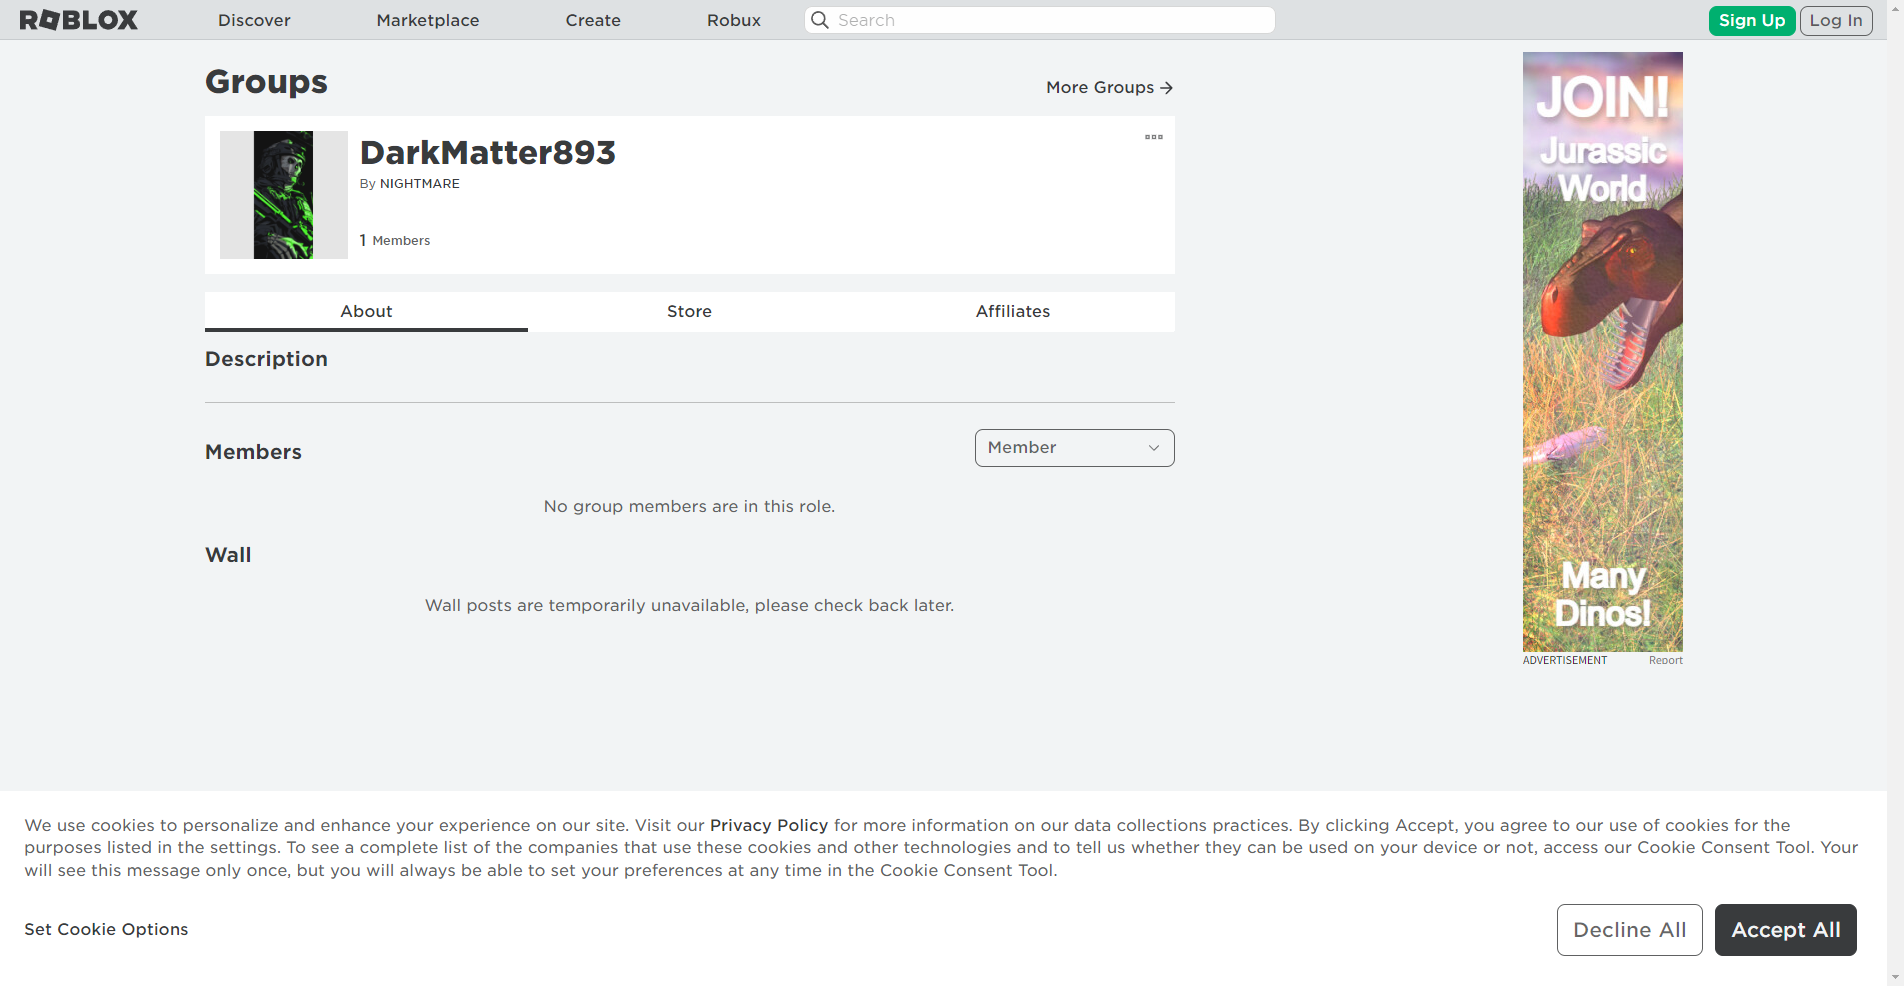 ROBLOX
Discover
Marketplace
Create
Robux
Search
Sign Up
Log In
Groups
More Groups
DarkMatter893
By NIGHTMARE
1 Members
About
Store
Affiliates
Description
Members
Member
No group members are in this role.
Wall
Wall posts are temporarily unavailable, please check back later.
JOIN!
Jurassic
World
Many
Dinos!
ADVERTISEMENT
Report
We use cookies to personalize and enhance your experience on our site. Visit our Privacy Policy for more information on our data collections practices. By clicking Accept, you agree to our use of cookies for the
purposes listed in the settings. To see a complete list of the companies that use these cookies and other technologies and to tell us whether they can be used on your device or not, access our Cookie Consent Tool. Your
will see this message only once, but you will always be able to set your preferences at any time in the Cookie Consent Tool.
Set Cookie Options
Decline All
Accept All